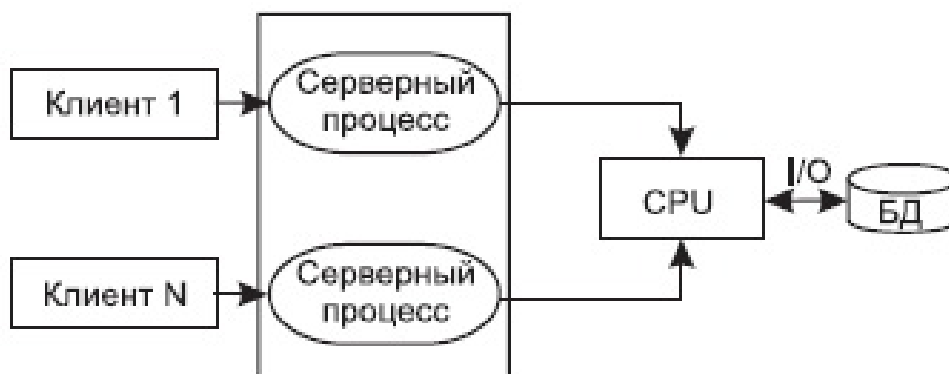 Клиент 1
Серверный
процесс
CPU
I/O
БД
Клиент N
Серверный
процесс